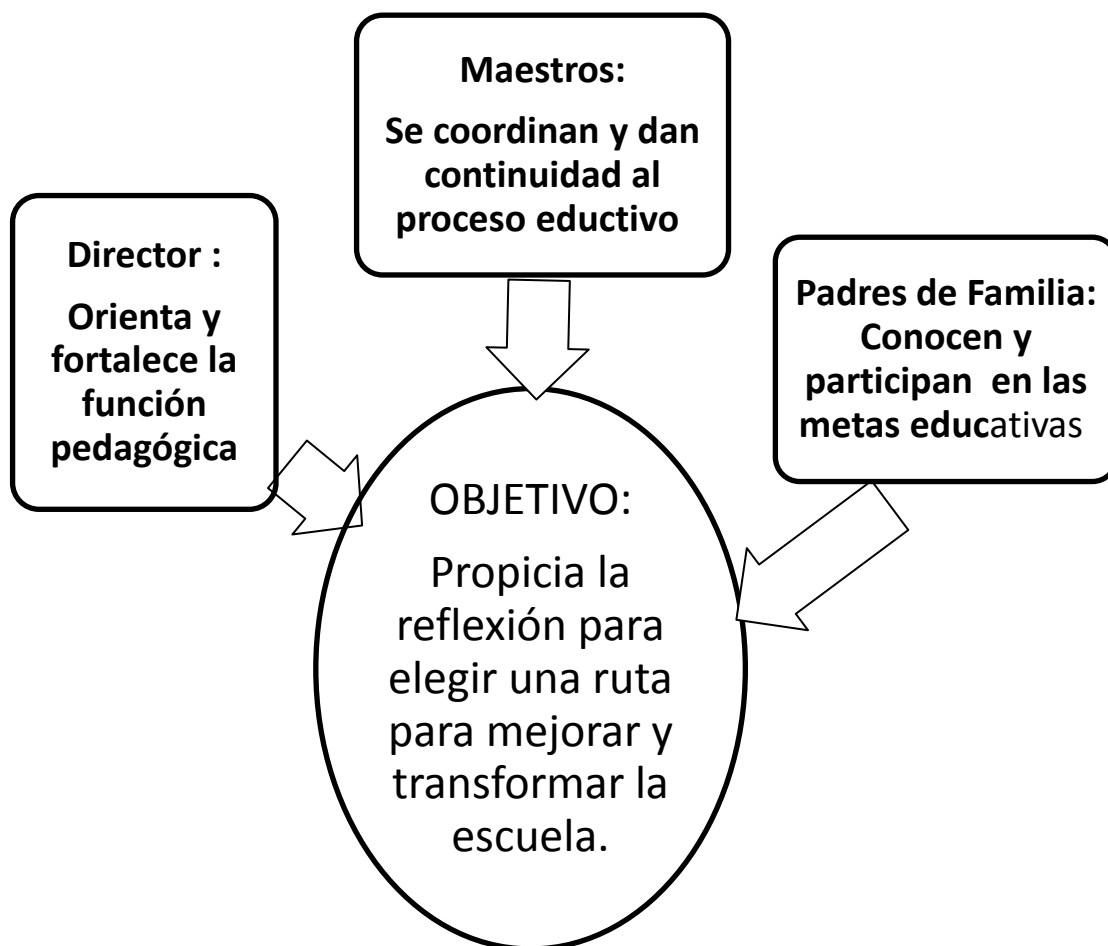 Maestros:
Se coordinan y dan
continuidad al
proceso eductivo
Director :
Orienta y
fortalece la
función
pedagógica
Padres de Familia:
Conocen y
participan en las
metas educativas
OBJETIVO:
Propicia la
reflexión para
elegir una ruta
para mejorar y
transformar la
escuela.